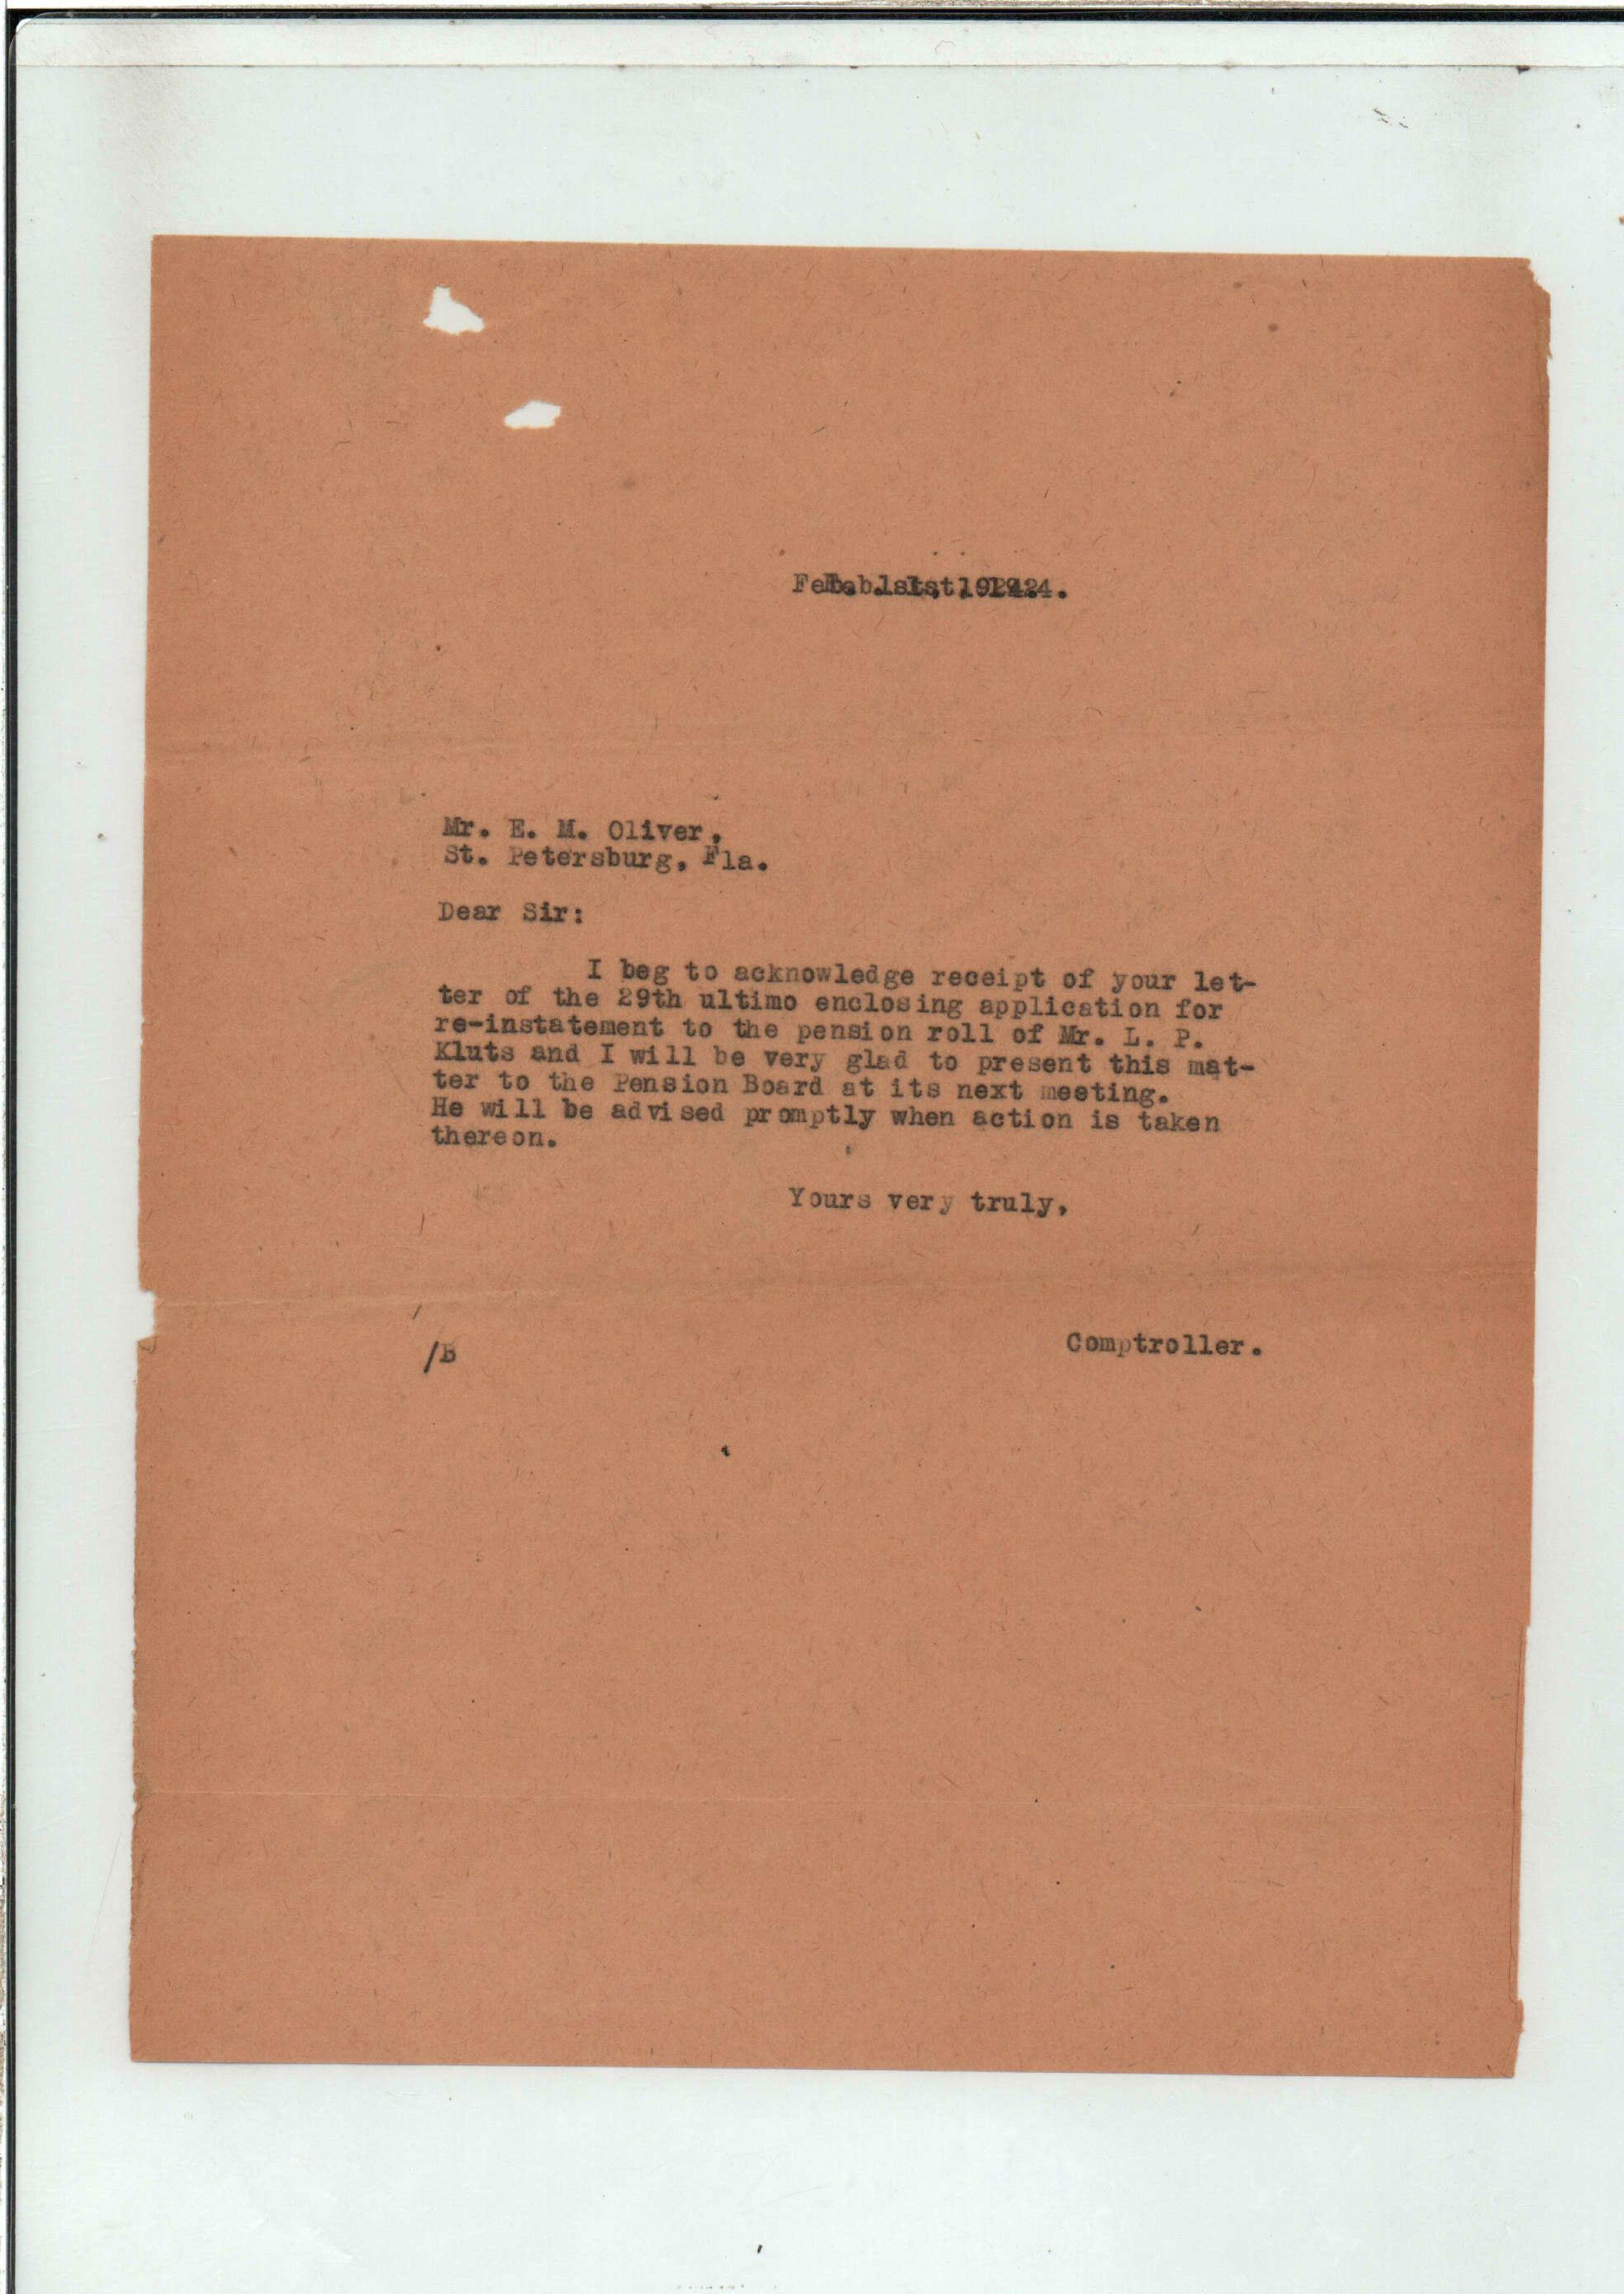 Feb. 1st, 1924.
Mr. E. M. Oliver,
St. Petersburg, Fla.
Dear Sir:
I beg to acknowledge receipt of your let-
ter of the 29th ultimo enclosing application for
re-instatement to the pension roll of Mr. L. P.
Kluts and I will be very glad to present this mat-
ter to the Pension Board at its next meeting.
He will be advised promptly when action is taken
thereon.
Yours very truly,
Comptroller.
/B